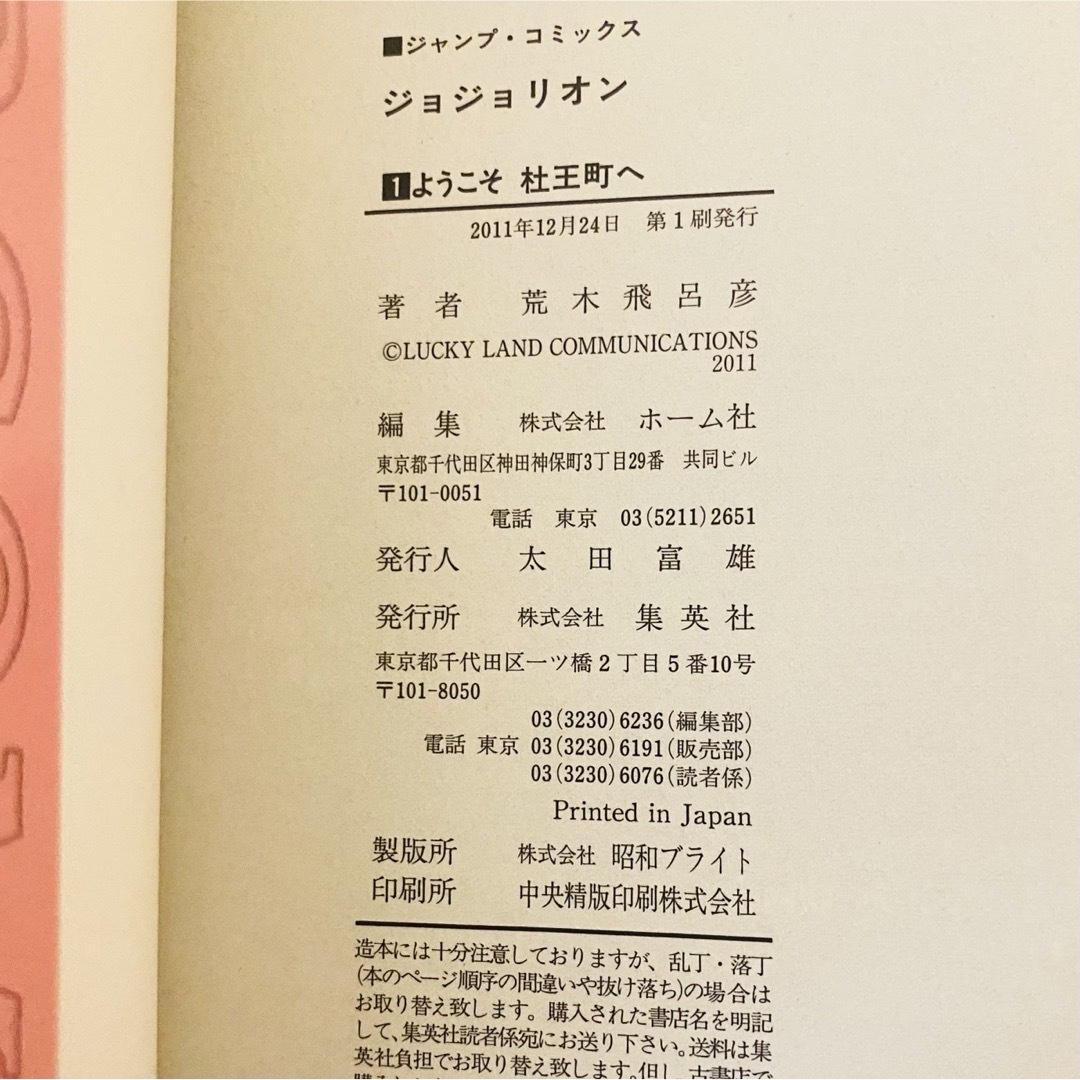 ■ジャンプ・コミックス
ジョジョリオン
1ようこそ 杜王町へ
2011年12月24日 第1刷発行
著者 荒木飛呂彦
©LUCKY LAND COMMUNICATIONS
2011
編集 株式会社 ホーム社
東京都千代田区神田神保町3丁目29番 共同ビル
〒101-0051
電話 東京 03(5211)2651
発行人 太田富雄
発行所 株式会社 集英社
東京都千代田区一ツ橋2丁目5番10号
〒101-8050
03(3230)6236(編集部)
電話 東京 03(3230)6191(販売部)
03(3230)6076(読者係)
Printed in Japan
製版所 株式会社 昭和ブライト
印刷所 中央精版印刷株式会社
造本には十分注意しておりますが、乱丁・落丁
(本のページ順序の間違いや抜け落ち)の場合は
お取り替え致します。購入された書店名を明記
して、集英社読者係宛にお送り下さい。送料は集
英社負担でお取り替え致します。但し、古書店で